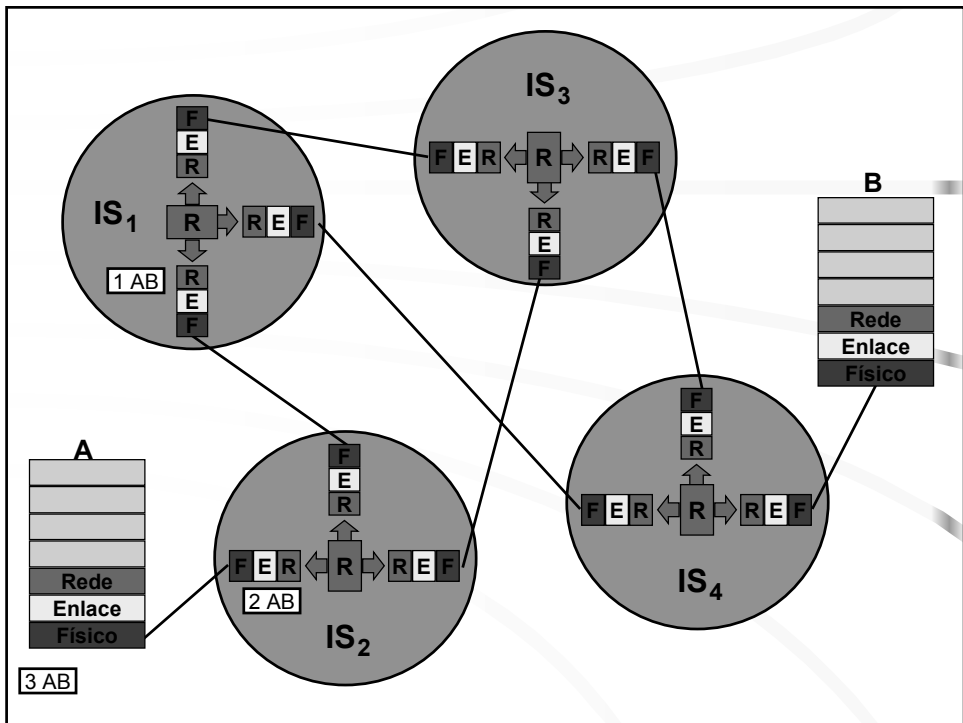 IS3
F
E
R
F E R
R
R E F
R
E
F
IS1
R
R E F
1 AB
R
E
F
B
Rede
Enlace
Físico
A
Rede
Enlace
Físico
3 AB
F
E
R
F E R
R
R E F
2 AB
IS2
F
E
R
F E R
R
R E F
IS4